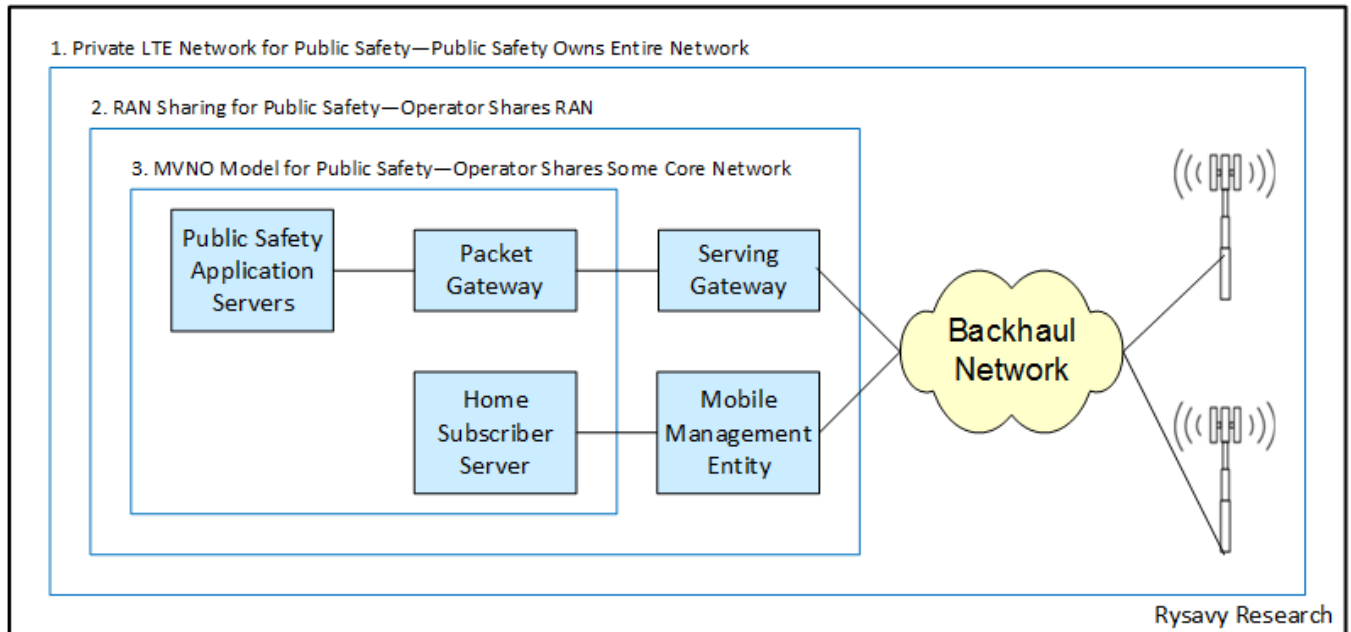 1. Private LTE Network for Public Safety—Public Safety Owns Entire Network
2. RAN Sharing for Public Safety—Operator Shares RAN
3. MVNO Model for Public Safety—Operator Shares Some Core Network
Public Safety
Application
Servers
Packet
Gateway
Serving
Gateway
Backhaul
Network
Home
Subscriber
Server
Mobile
Management
Entity
Rysavy Research